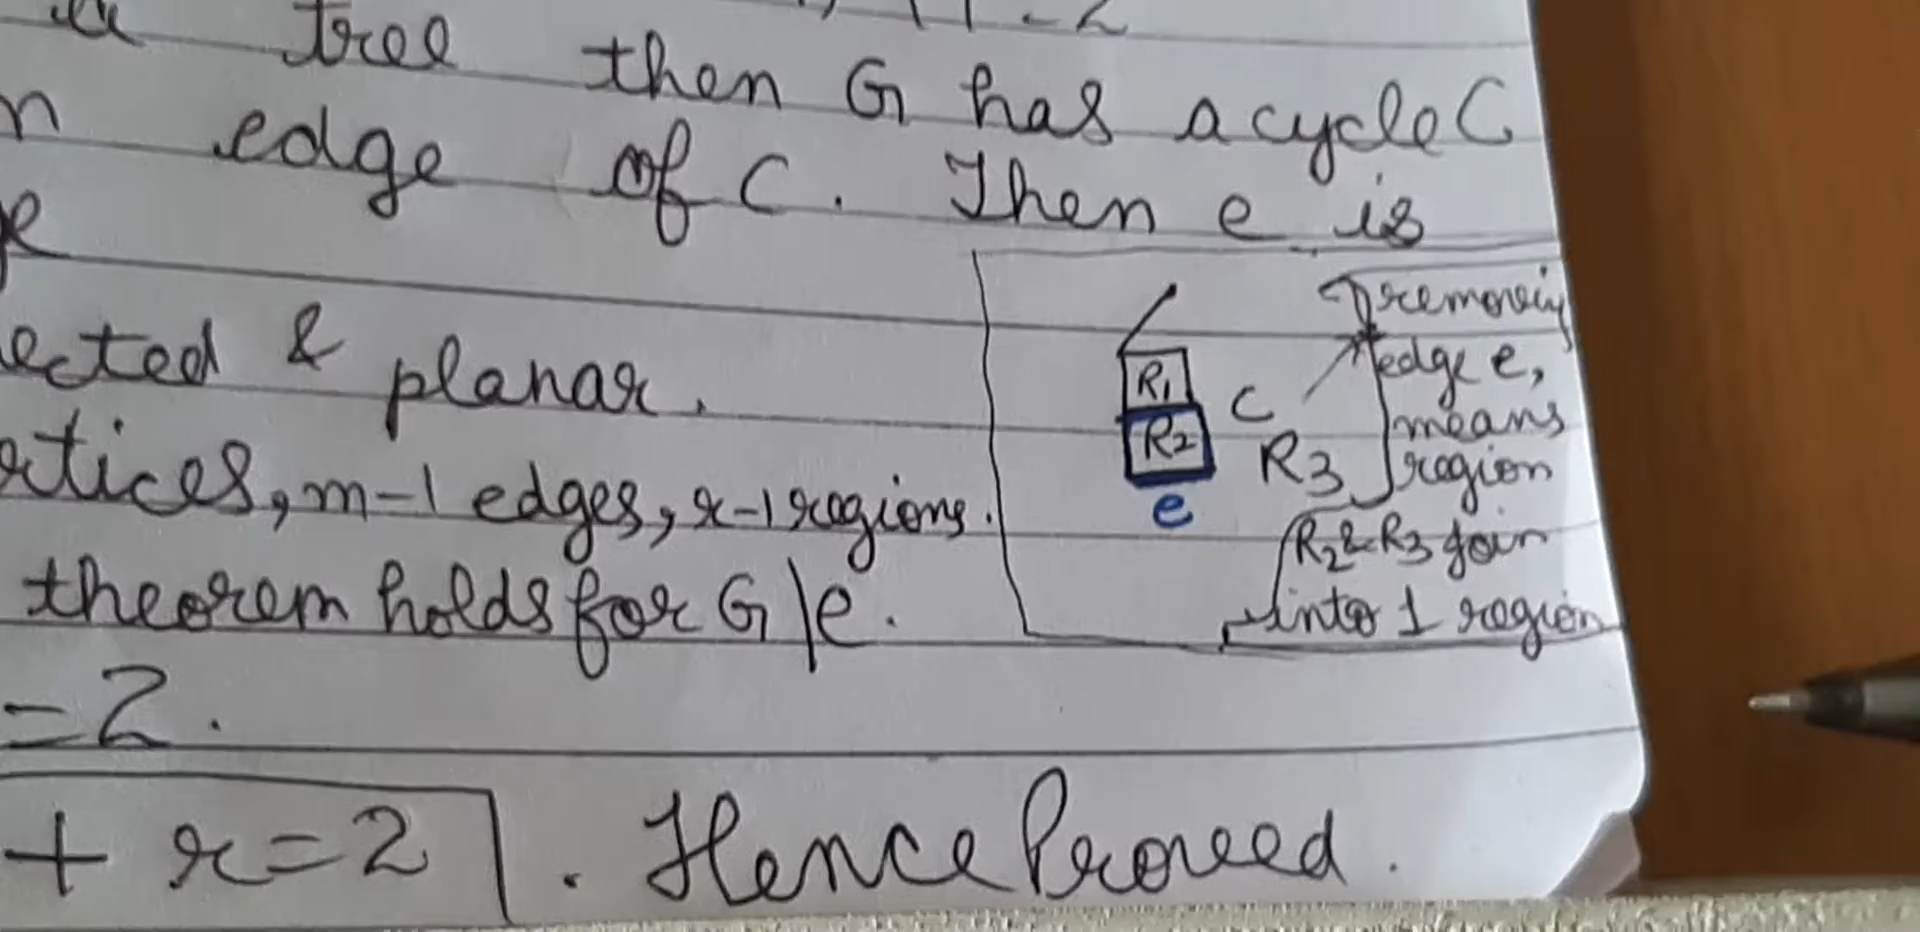 tree then G has a cycle C
n edge of C. Then e is
ected & planar.
rtices, m-1 edges, r-1 regions.
theorem holds for G\e.
=2.
+ r=2. Hence Proved.
R1
R2
e
C
R3
removing
edge e,
means
region
R2 & R3 join
into 1 region